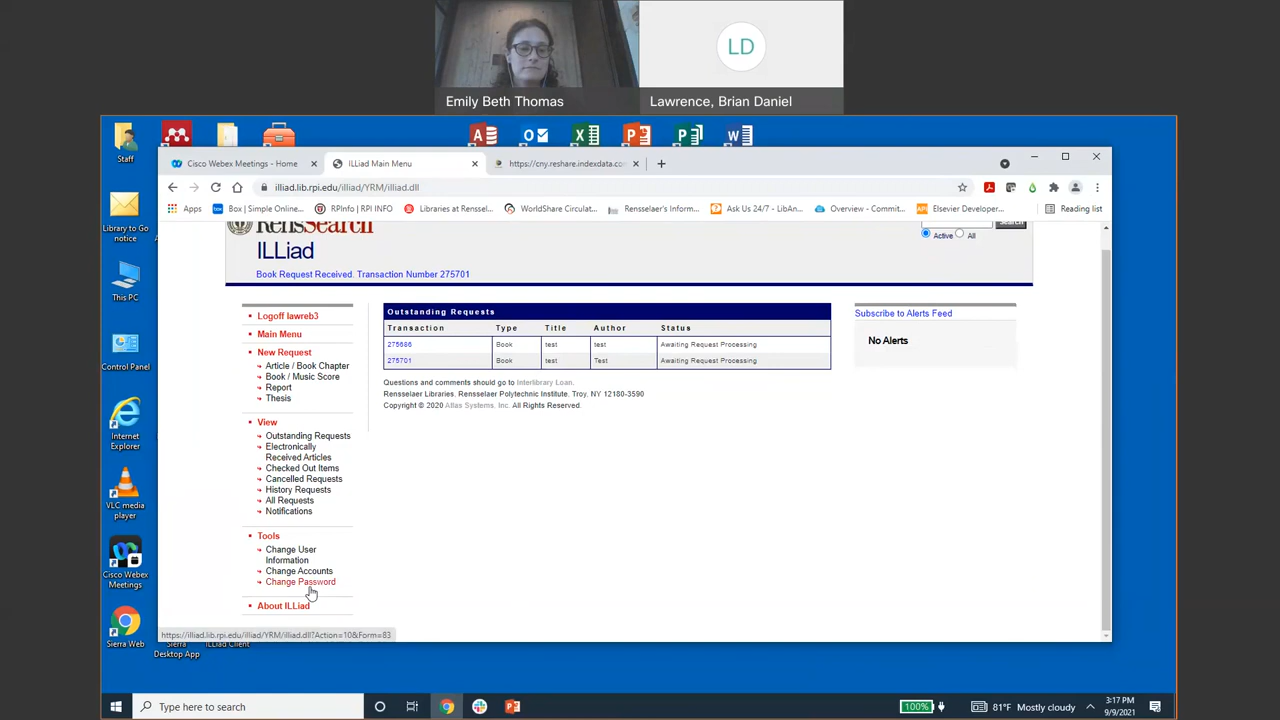 LD
Emily Beth Thomas
Lawrence, Brian Daniel
Staff
Library to Go notice
This PC
Control Panel
Internet Explorer
VLC media player
Cisco Webex Meetings
Sierra Web
Sierra Desktop App
ILLiad Client
Cisco Webex Meetings - Home
ILLiad Main Menu
https://cny.reshare.indexdata.co
illiad.lib.rpi.edu/illiad/YRM/illiad.dll
Apps
Box | Simple Online...
RPInfo | RPI INFO
Libraries at Renssel...
WorldShare Circulat...
Rensselaer's Inform...
Ask Us 24/7 - LibAn...
Overview - Commit...
Elsevier Developer...
Reading list
RensSearch
ILLiad
Book Request Received. Transaction Number 275701
Search
Active All
Logoff lawreb3
Main Menu
New Request
Article / Book Chapter
Book / Music Score
Report
Thesis
View
Outstanding Requests
Electronically
Received Articles
Checked Out Items
Cancelled Requests
History Requests
All Requests
Notifications
Tools
Change User
Information
Change Accounts
Change Password
About ILLiad
Outstanding Requests
Transaction Type Title Author Status
275686 Book test test Awaiting Request Processing
275701 Book test Test Awaiting Request Processing
Questions and comments should go to Interlibrary Loan.
Rensselaer Libraries, Rensselaer Polytechnic Institute, Troy, NY 12180-3590
Copyright © 2020 Atlas Systems, Inc. All Rights Reserved.
Subscribe to Alerts Feed
No Alerts
https://illiad.lib.rpi.edu/illiad/YRM/illiad.dll?Action=10&Form=83
Type here to search
100%
81°F Mostly cloudy
3:17 PM
9/9/2021